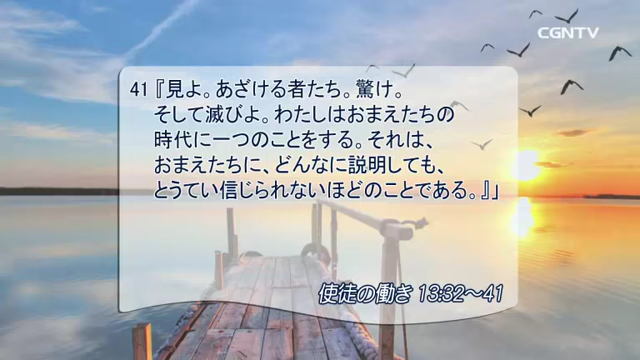 CGNTV
41『見よ。あざける者たち。驚け。
そして滅びよ。わたしはおまえたちの
時代に一つのことをする。それは、
おまえたちに、どんなに説明しても、
とうてい信じられないほどのことである。』」
使徒の働き 13:32～41